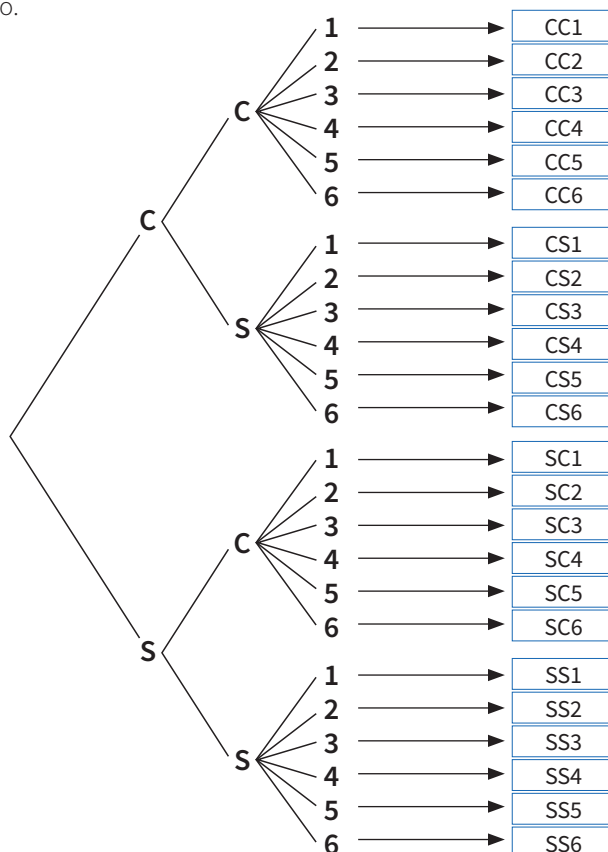 o.
1 CC1
2 CC2
C 3 CC3
4 CC4
5 CC5
6 CC6
C
1 CS1
2 CS2
S 3 CS3
4 CS4
5 CS5
6 CS6
1 SC1
2 SC2
C 3 SC3
4 SC4
5 SC5
6 SC6
S
1 SS1
2 SS2
S 3 SS3
4 SS4
5 SS5
6 SS6